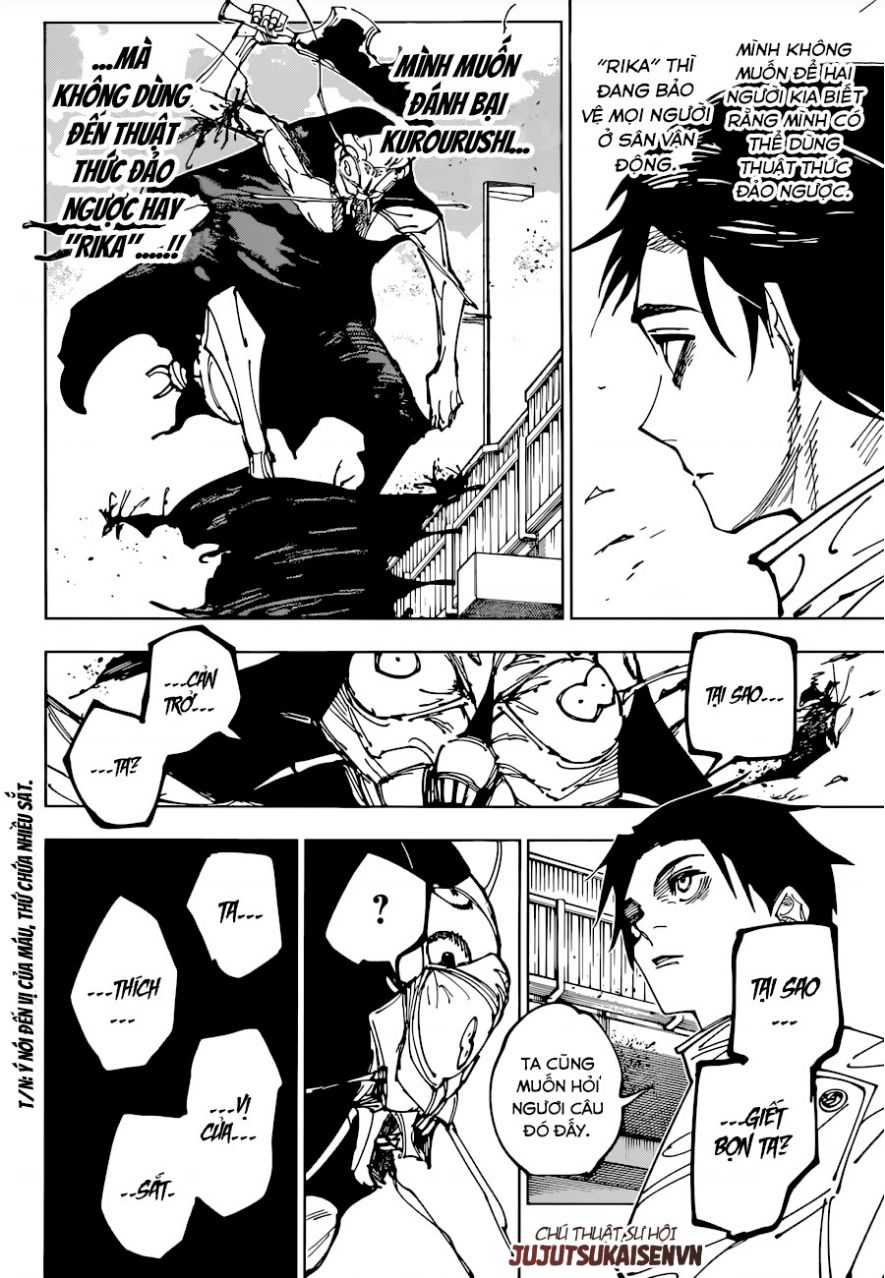 MÌNH KHÔNG
MUỐN ĐỂ HAI
NGƯỜI KIA BIẾT
RẰNG MÌNH CÓ
THỂ DÙNG
THUẬT THỨC
ĐẢO NGƯỢC.
"RIKA" THÌ
ĐANG BẢO
VỆ MỌI NGƯỜI
Ở SÂN VẬN
ĐỘNG.
MÌNH MUỐN
ĐÁNH BẠI
KUROURUSHI...
...MÀ
KHÔNG DÙNG
ĐẾN THUẬT
THỨC ĐẢO
NGƯỢC HAY
"RIKA".....!!
TẠI SAO...
...CẢN
TRỞ...
...TA?
TẠI SAO
...
...GIẾT
BỌN TA?
TA CŨNG
MUỐN HỎI
NGƯƠI CÂU
ĐÓ ĐẤY.
?
TA...
...THÍCH
...
...VỊ
CỦA...
..SẮT.
T/N: Ý NÓI ĐẾN VỊ CỦA MÁU, THỨ CHỨA NHIỀU SẮT.
CHÚ THUẬT SƯ HỘI
JUJUTSUKAISENVN